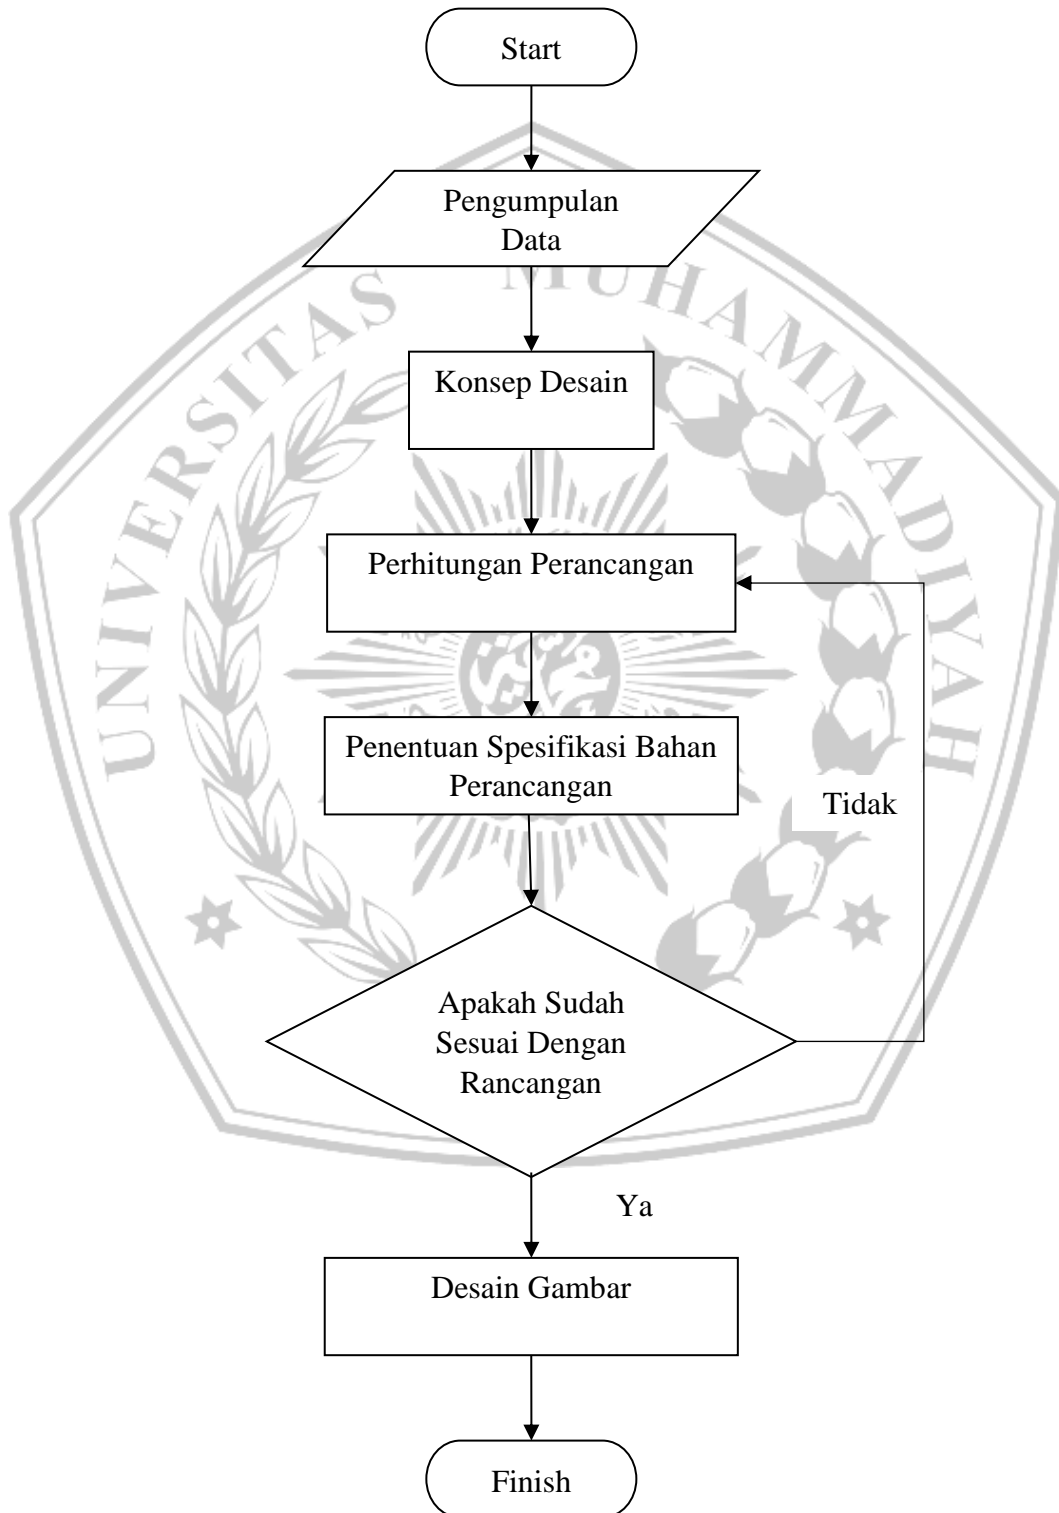 Start
Pengumpulan
Data
UNIVERSITAS MUHAMMADIYAH
Konsep Desain
Perhitungan Perancangan
Penentuan Spesifikasi Bahan
Perancangan
Tidak
Apakah Sudah
Sesuai Dengan
Rancangan
Ya
Desain Gambar
Finish